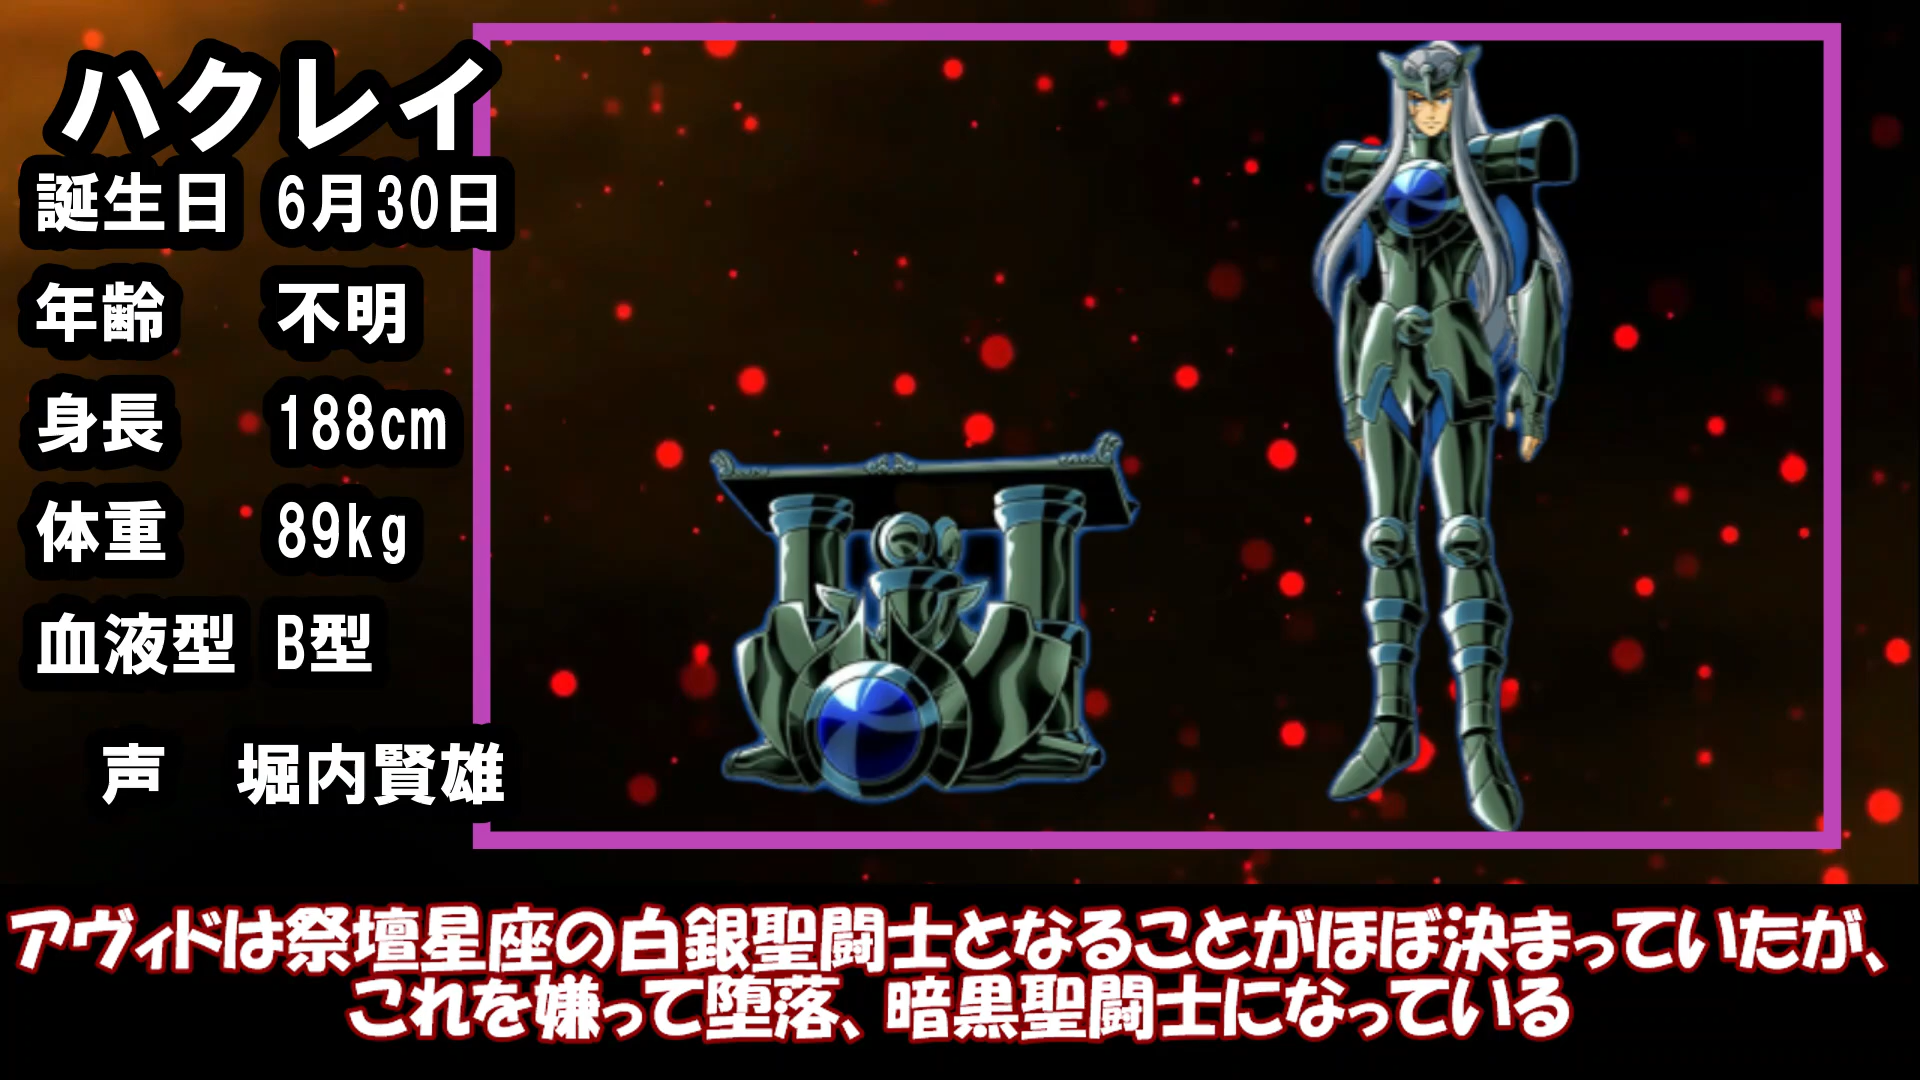 ハクレイ
誕生日 6月30日
年齢 不明
身長 188cm
体重 89kg
血液型 B型
声 堀内賢雄
アヴィドは祭壇星座の白銀聖闘士となることがほぼ決まっていたが、
これを嫌って堕落、暗黒聖闘士になっている